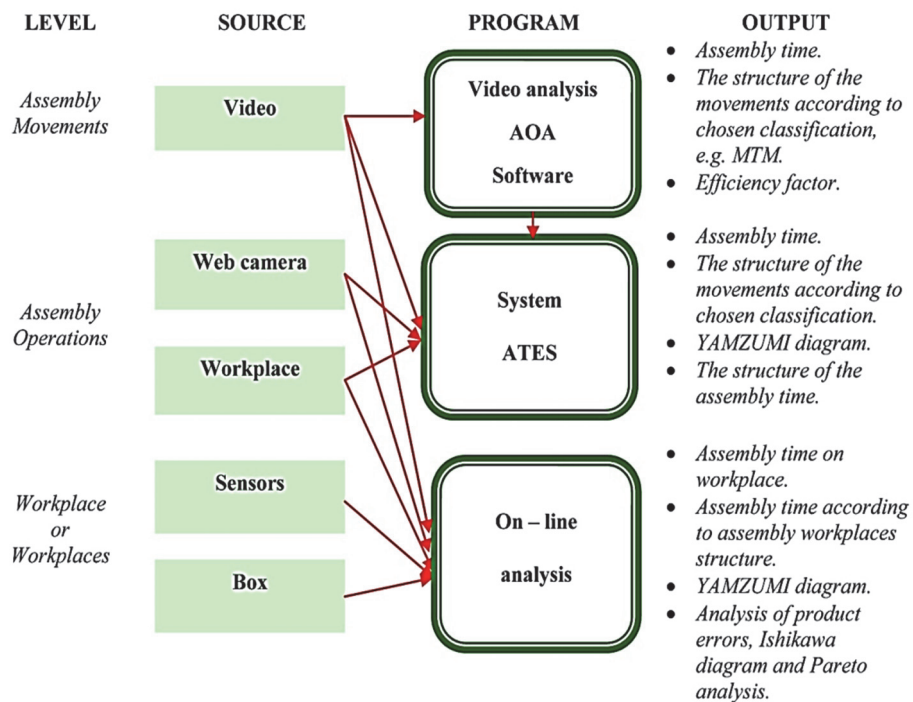 LEVEL SOURCE PROGRAM OUTPUT
Assembly
Movements
Video
Video analysis
AOA
Software
• Assembly time.
• The structure of the
movements according to
chosen classification,
e.g. MTM.
• Efficiency factor.
Assembly
Operations
Web camera
Workplace
System
ATES
• Assembly time.
• The structure of the
movements according to
chosen classification.
• YAMZUMI diagram.
• The structure of the
assembly time.
Workplace
or
Workplaces
Sensors
Box
On – line
analysis
• Assembly time on
workplace.
• Assembly time according
to assembly workplaces
structure.
• YAMZUMI diagram.
• Analysis of product
errors, Ishikawa
diagram and Pareto
analysis.